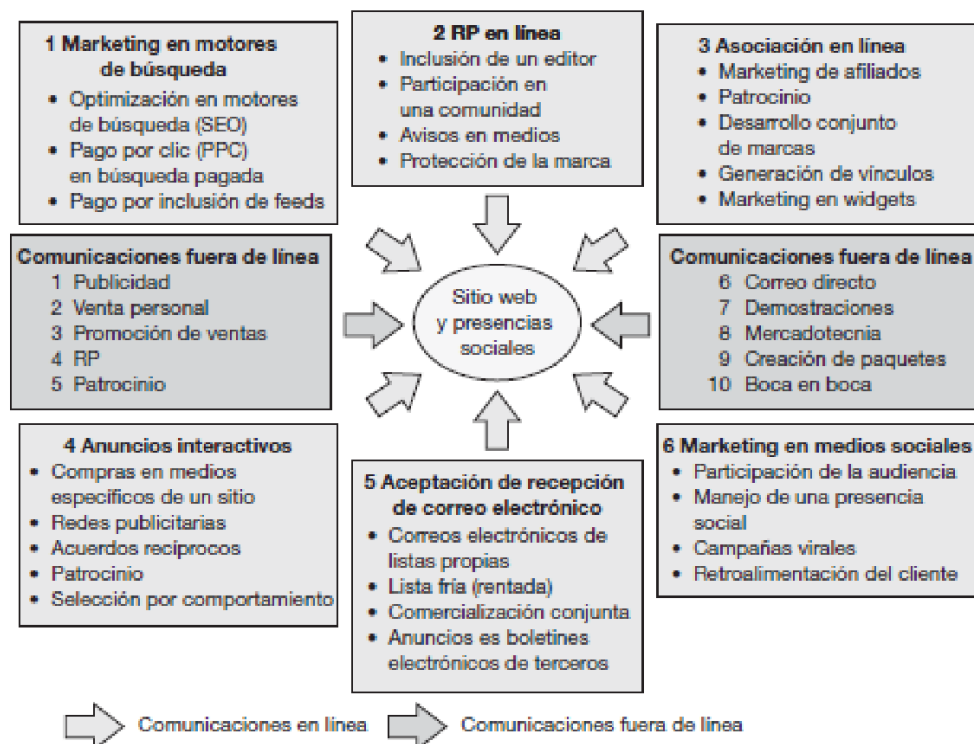 1 Marketing en motores
de búsqueda
• Optimización en motores
de búsqueda (SEO)
• Pago por clic (PPC)
en búsqueda pagada
• Pago por inclusión de feeds
2 RP en línea
• Inclusión de un editor
• Participación en
una comunidad
• Avisos en medios
• Protección de la marca
3 Asociación en línea
• Marketing de afiliados
• Patrocinio
• Desarrollo conjunto
de marcas
• Generación de vínculos
• Marketing en widgets
Comunicaciones fuera de línea
1 Publicidad
2 Venta personal
3 Promoción de ventas
4 RP
5 Patrocinio
Sitio web
y presencias
sociales
Comunicaciones fuera de línea
6 Correo directo
7 Demostraciones
8 Mercadotecnia
9 Creación de paquetes
10 Boca en boca
4 Anuncios interactivos
• Compras en medios
específicos de un sitio
• Redes publicitarias
• Acuerdos recíprocos
• Patrocinio
• Selección por comportamiento
5 Aceptación de recepción
de correo electrónico
• Correos electrónicos de
listas propias
• Lista fría (rentada)
• Comercialización conjunta
• Anuncios es boletines
electrónicos de terceros
6 Marketing en medios sociales
• Participación de la audiencia
• Manejo de una presencia
social
• Campañas virales
• Retroalimentación del cliente
Comunicaciones en línea
Comunicaciones fuera de línea